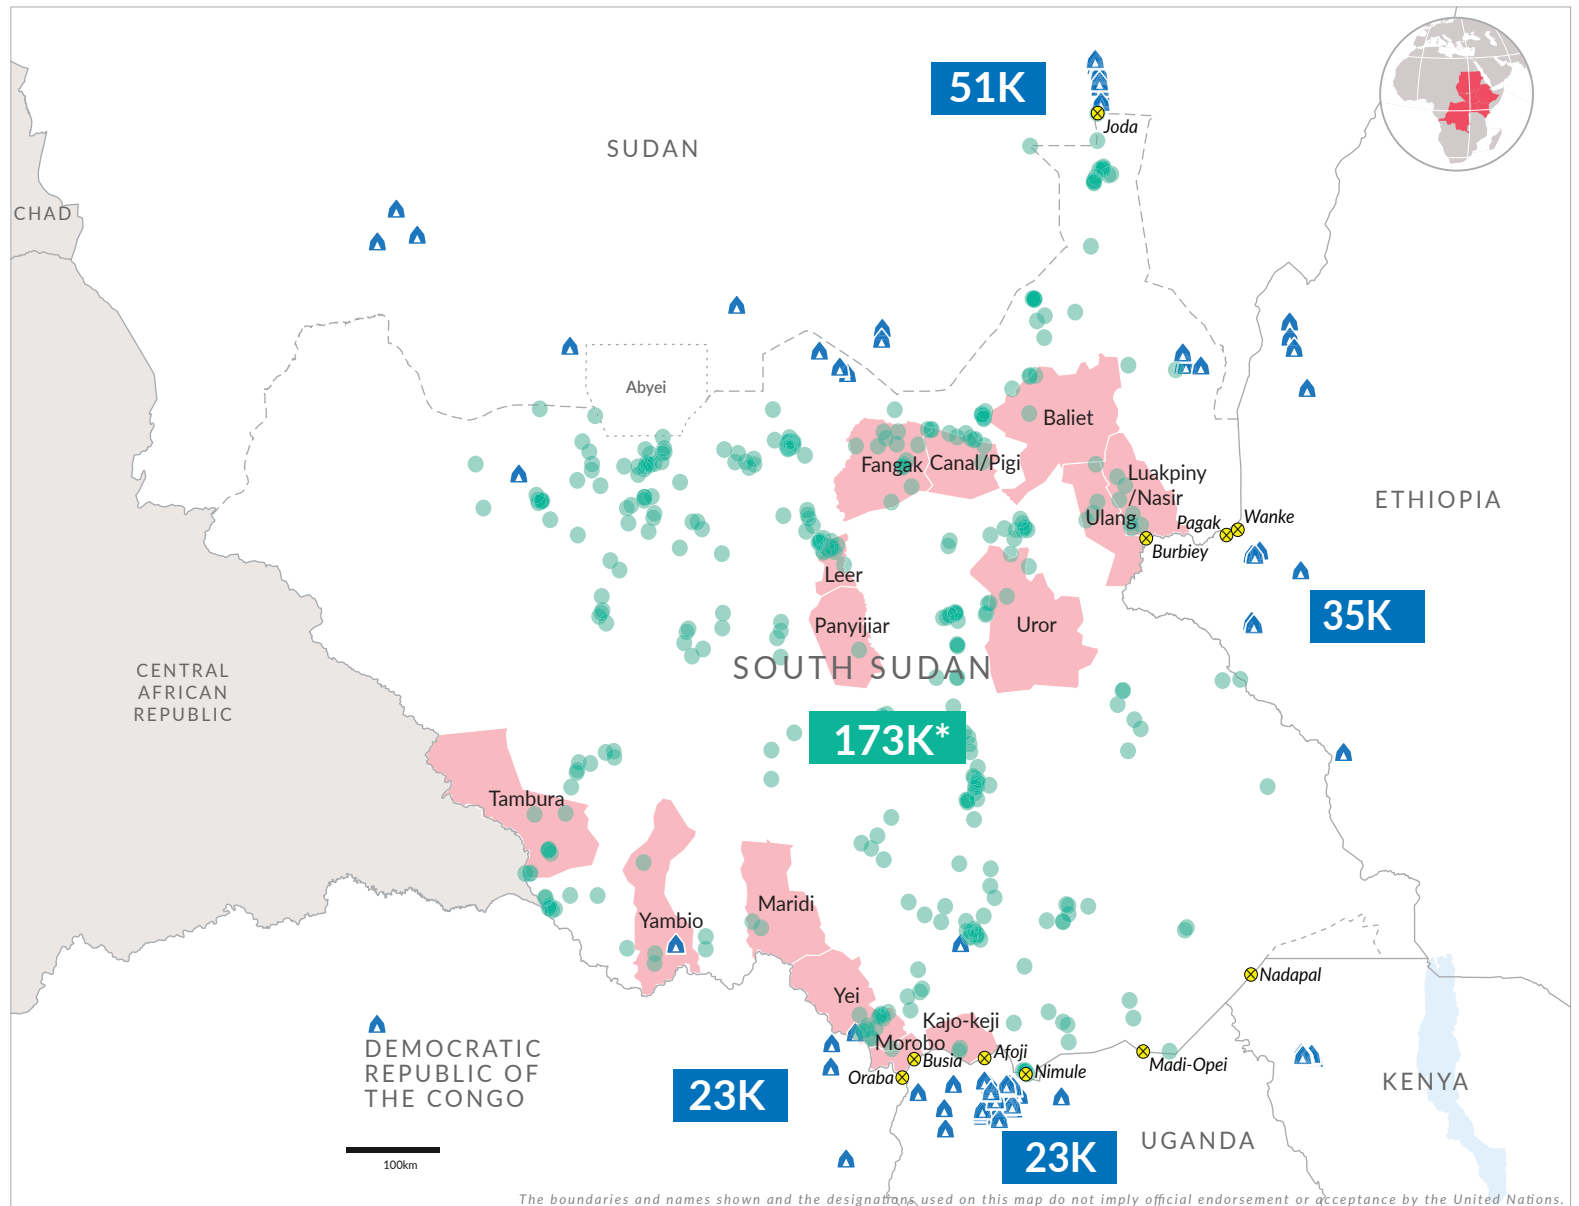 51K
Joda
SUDAN
CHAD
Abyei
Baliet
Fangak
Canal/Pigi
Luakpiny
/Nasir
Ulang
Pagak
Wanke
Burbiey
ETHIOPIA
Leer
35K
Panyijiar
Uror
SOUTH SUDAN
CENTRAL
AFRICAN
REPUBLIC
173K*
Tambura
Maridi
Yambio
Nadapal
Yei
Kajo-keji
Morobo
Busia
Afoji
Nimule
Madi-Opei
Oraba
DEMOCRATIC
REPUBLIC OF
THE CONGO
23K
KENYA
23K
UGANDA
100km
The boundaries and names shown and the designations used on this map do not imply official endorsement or acceptance by the United Nations.